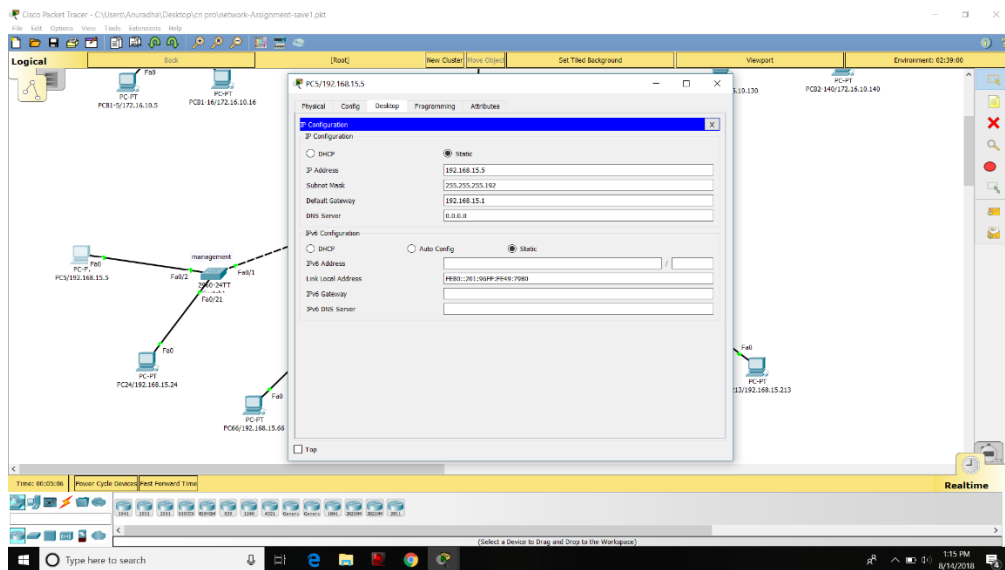 Cisco Packet Tracer - C:\Users\Anuradha\Desktop\cn pro\network-Assignment-save1.pkt
File Edit Options View Tools Extensions Help
Logical Back [Root] New Cluster Move Object Set Tiled Background Viewport Environment: 02:39:00
Fa0
PC-PT
PCB1-5/172.16.10.5
PC-PT
PCB1-16/172.16.10.16
5.10.130
PC-PT
PCB2-140/172.16.10.140
PC5/192.168.15.5
Physical Config Desktop Programming Attributes
IP Configuration X
IP Configuration
DHCP Static
IP Address 192.168.15.5
Subnet Mask 255.255.255.192
Default Gateway 192.168.15.1
DNS Server 0.0.0.0
IPv6 Configuration
DHCP Auto Config Static
IPv6 Address /
Link Local Address FE80::201:96FF:FE49:7980
IPv6 Gateway
IPv6 DNS Server
Top
management
Fa0
PC5/192.168.15.5
Fa0/2
Fa0/1
2960-24TT
Fa0/21
Fa0
PC-PT
PC24/192.168.15.24
Fa0
PC-PT
PC66/192.168.15.66
Fa0
PC-PT
13/192.168.15.213
Time: 00:05:06 Power Cycle Devices Fast Forward Time Realtime
(Select a Device to Drag and Drop to the Workspace)
Type here to search
1:15 PM
8/14/2018